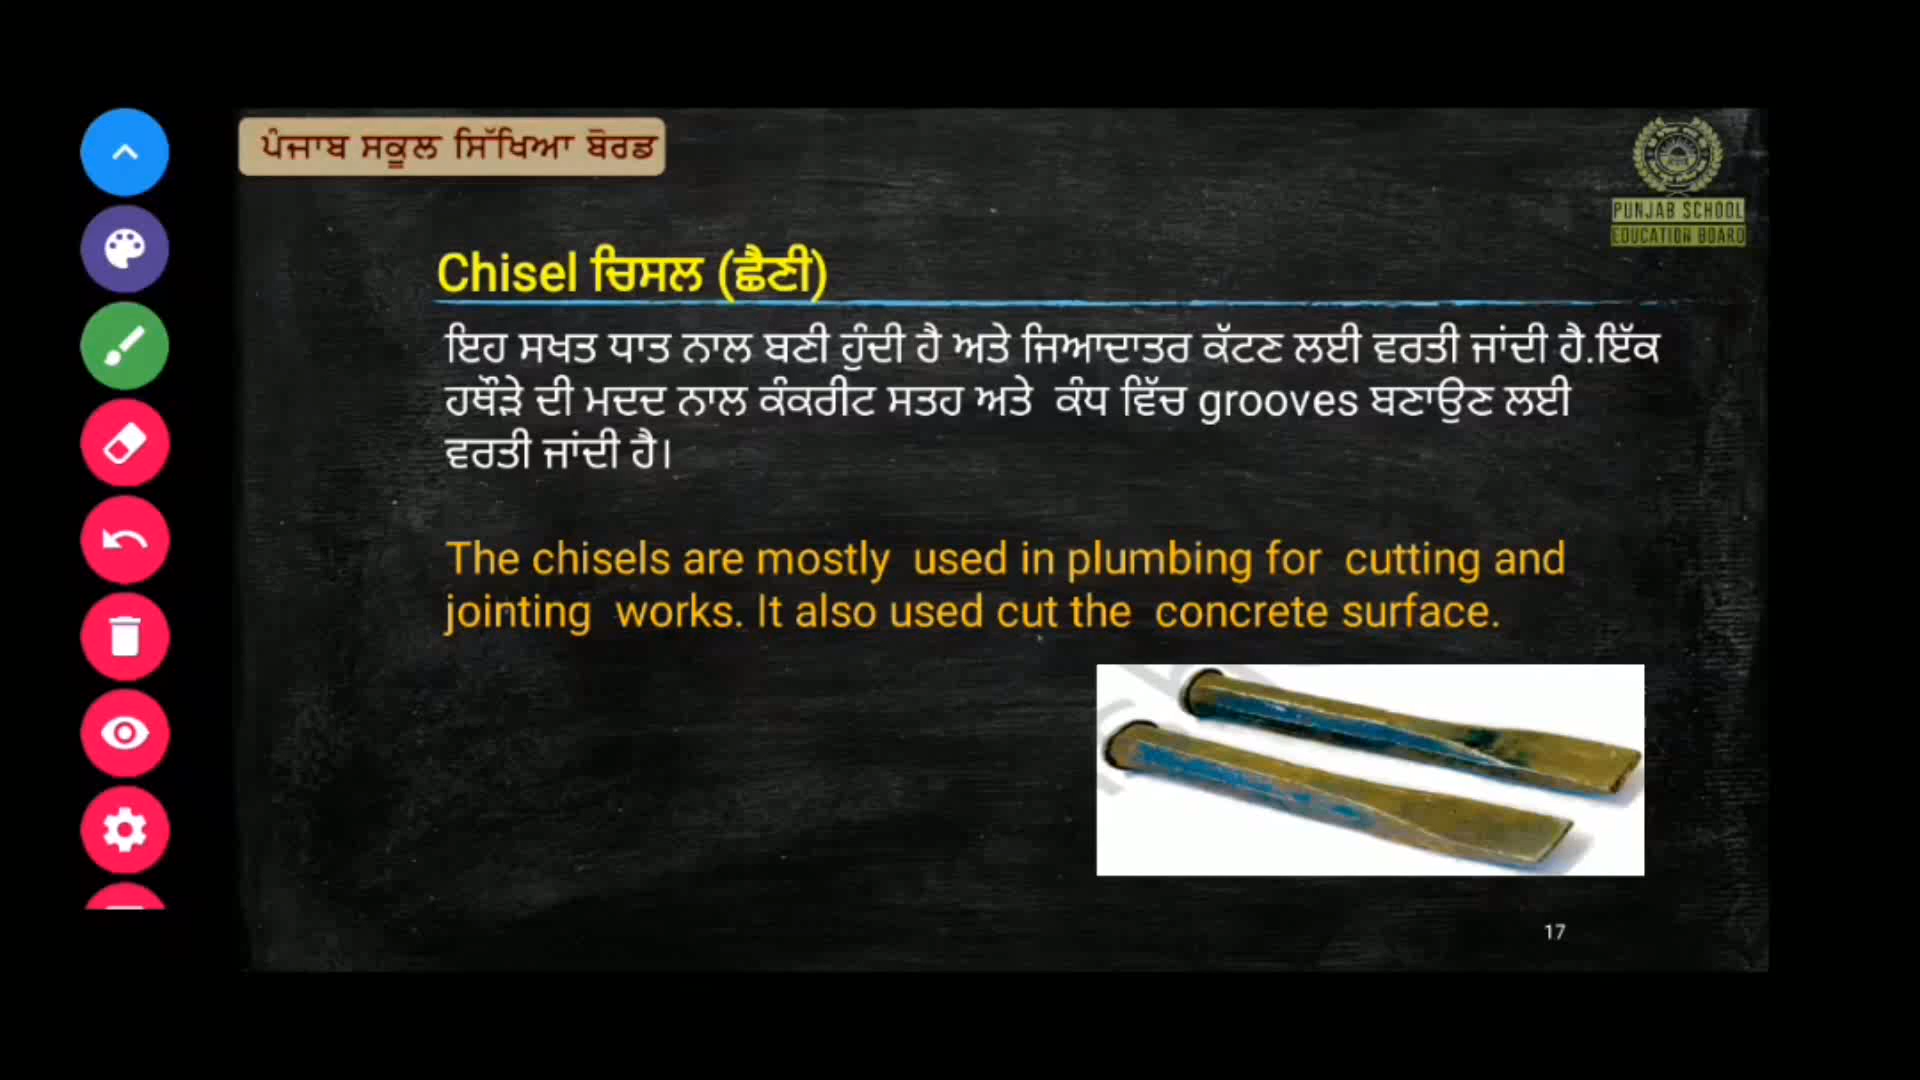 ਪੰਜਾਬ ਸਕੂਲ ਸਿੱਖਿਆ ਬੋਰਡ
PUNJAB SCHOOL
EDUCATION BOARD
Chisel ਚਿਸਲ (ਛੈਣੀ)
ਇਹ ਸਖਤ ਧਾਤ ਨਾਲ ਬਣੀ ਹੁੰਦੀ ਹੈ ਅਤੇ ਜਿਆਦਾਤਰ ਕੱਟਣ ਲਈ ਵਰਤੀ ਜਾਂਦੀ ਹੈ.ਇੱਕ
ਹਥੌੜੇ ਦੀ ਮਦਦ ਨਾਲ ਕੰਕਰੀਟ ਸਤਹ ਅਤੇ ਕੰਧ ਵਿੱਚ grooves ਬਣਾਉਣ ਲਈ
ਵਰਤੀ ਜਾਂਦੀ ਹੈ।
The chisels are mostly used in plumbing for cutting and
jointing works. It also used cut the concrete surface.
17